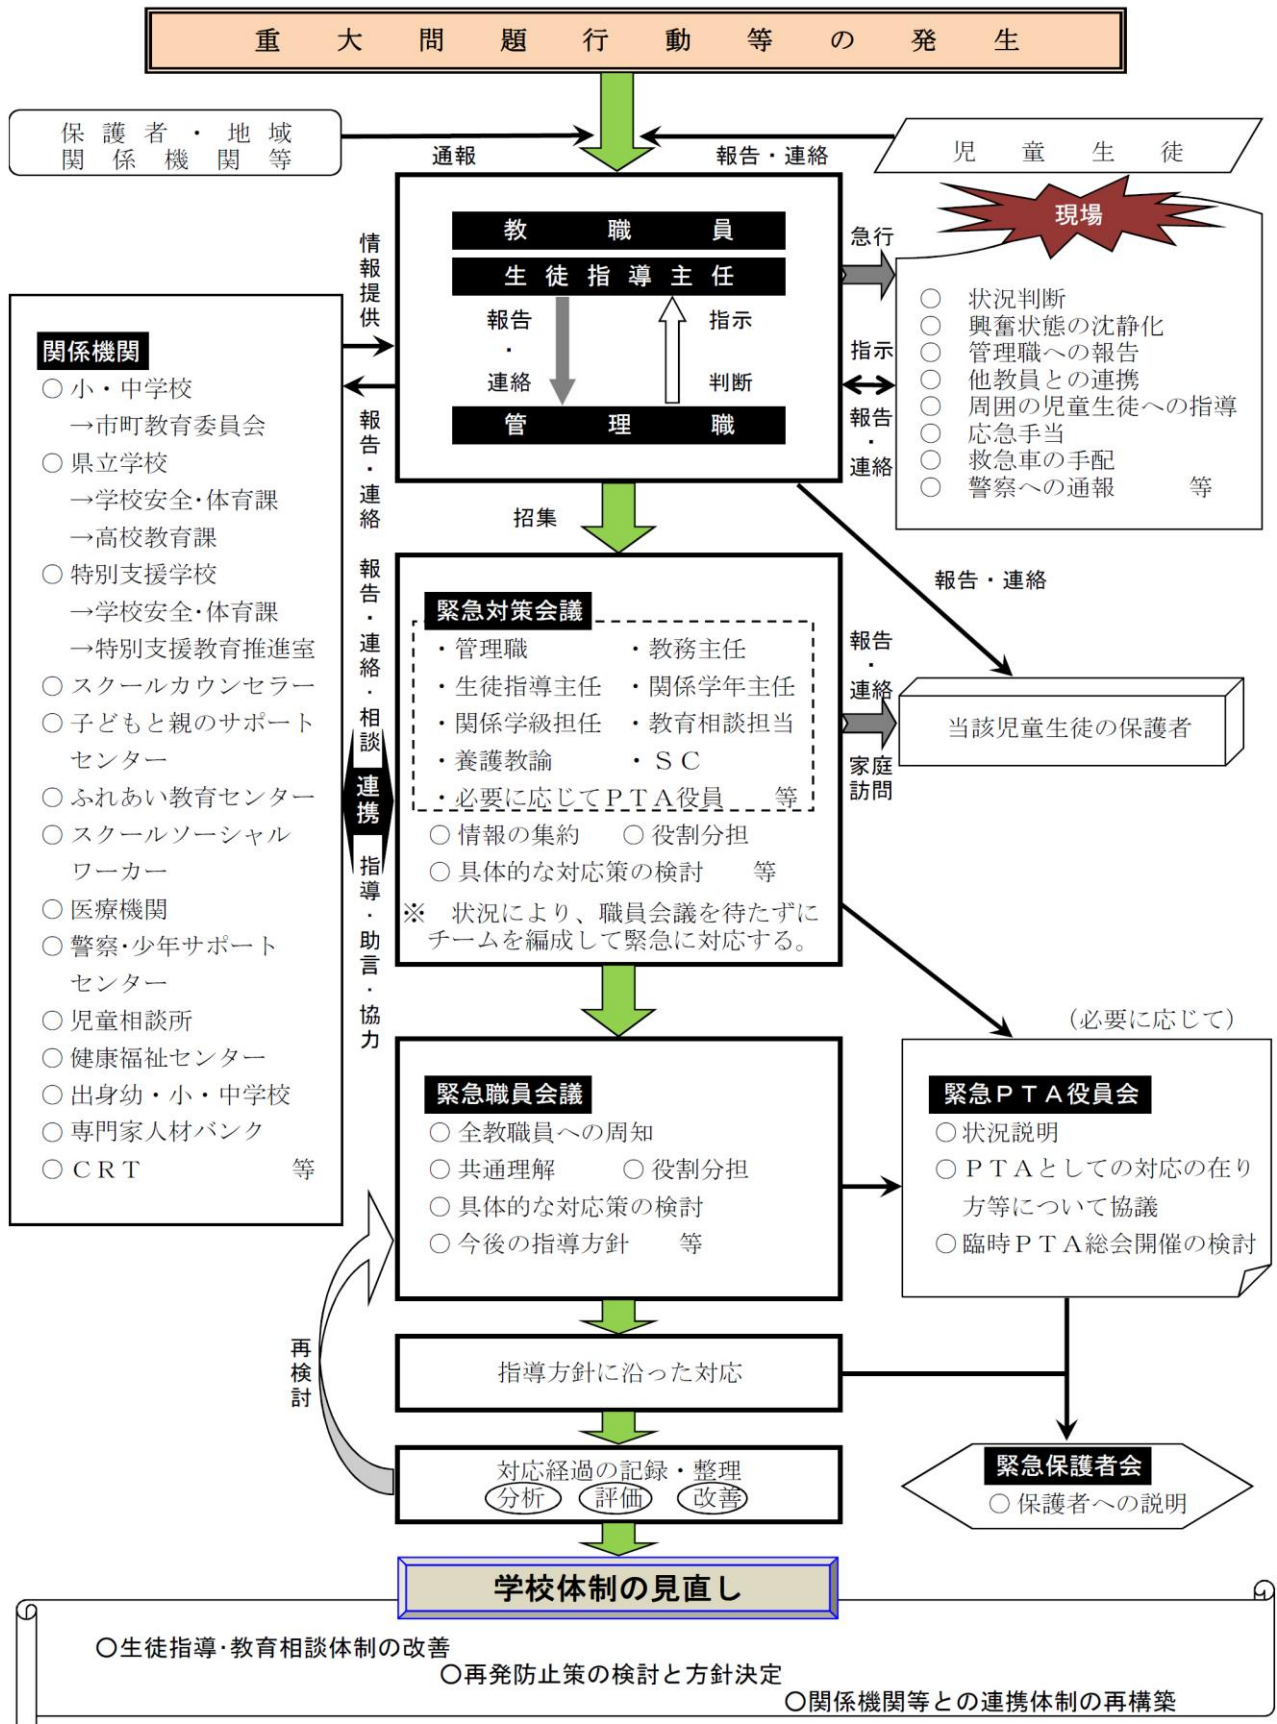 重大問題行動等の発生
保護者・地域
関係機関等
通報
報告・連絡
児童生徒
現場
教職員
生徒指導主任
報告
・
連絡
指示
判断
管理職
情報提供
報告・連絡
急行
指示
報告
・
連絡
○ 状況判断
○ 興奮状態の沈静化
○ 管理職への報告
○ 他教員との連携
○ 周囲の児童生徒への指導
○ 応急手当
○ 救急車の手配
○ 警察への通報 等
関係機関
○小・中学校
→市町教育委員会
○県立学校
→学校安全・体育課
→高校教育課
○特別支援学校
→学校安全・体育課
→特別支援教育推進室
○スクールカウンセラー
○子どもと親のサポート
センター
○ふれあい教育センター
○スクールソーシャル
ワーカー
○医療機関
○警察・少年サポート
センター
○児童相談所
○健康福祉センター
○出身幼・小・中学校
○専門家人材バンク
○CRT 等
招集
報告・連絡・相談
連携
指導・助言・協力
緊急対策会議
・管理職 ・教務主任
・生徒指導主任 ・関係学年主任
・関係学級担任 ・教育相談担当
・養護教諭 ・SC
・必要に応じてPTA役員 等
○情報の集約 ○役割分担
○具体的な対応策の検討 等
※ 状況により、職員会議を待たずに
チームを編成して緊急に対応する。
報告・連絡
報告
・
連絡
家庭
訪問
当該児童生徒の保護者
緊急職員会議
○全教職員への周知
○共通理解 ○役割分担
○具体的な対応策の検討
○今後の指導方針 等
(必要に応じて)
緊急PTA役員会
○状況説明
○PTAとしての対応の在り
方等について協議
○臨時PTA総会開催の検討
再検討
指導方針に沿った対応
対応経過の記録・整理
分析 評価 改善
緊急保護者会
○保護者への説明
学校体制の見直し
○生徒指導・教育相談体制の改善
○再発防止策の検討と方針決定
○関係機関等との連携体制の再構築